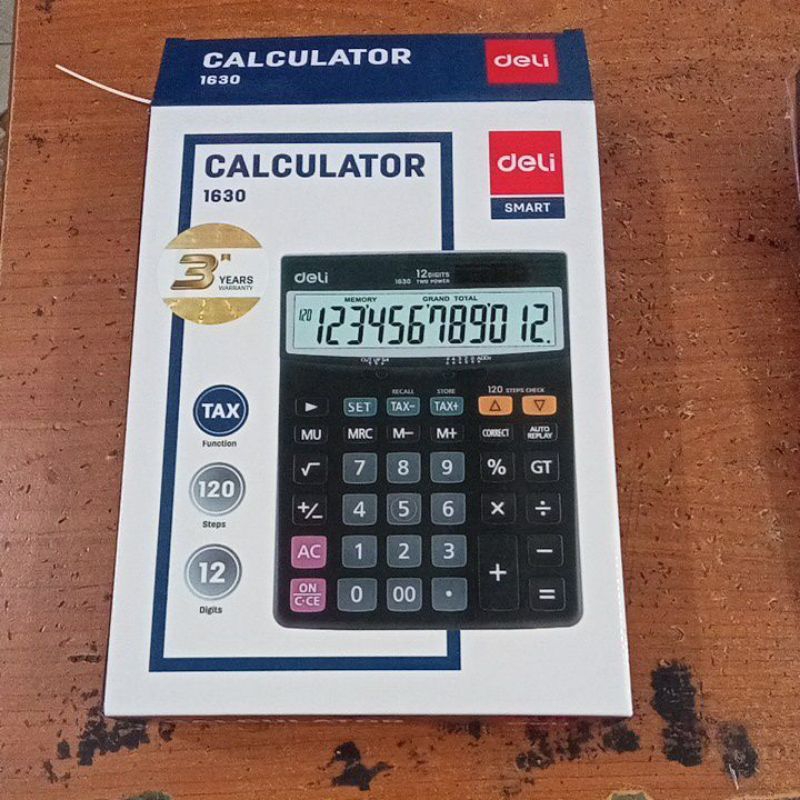 CALCULATOR
1630
deli
CALCULATOR
1630
deli
SMART
3 YEARS
WARRANTY
deli
12 DIGITS
1630 TWO POWER
MEMORY GRAND TOTAL
120 123456789012.
RECALL STORE 120 STEPS CHECK
SET TAX− TAX+
MU MRC M− M+ CORRECT AUTO REPLAY
√ 7 8 9 % GT
+/− 4 5 6 × ÷
AC 1 2 3 + −
ON
C·CE 0 00 · =
TAX
Function
120
Steps
12
Digits